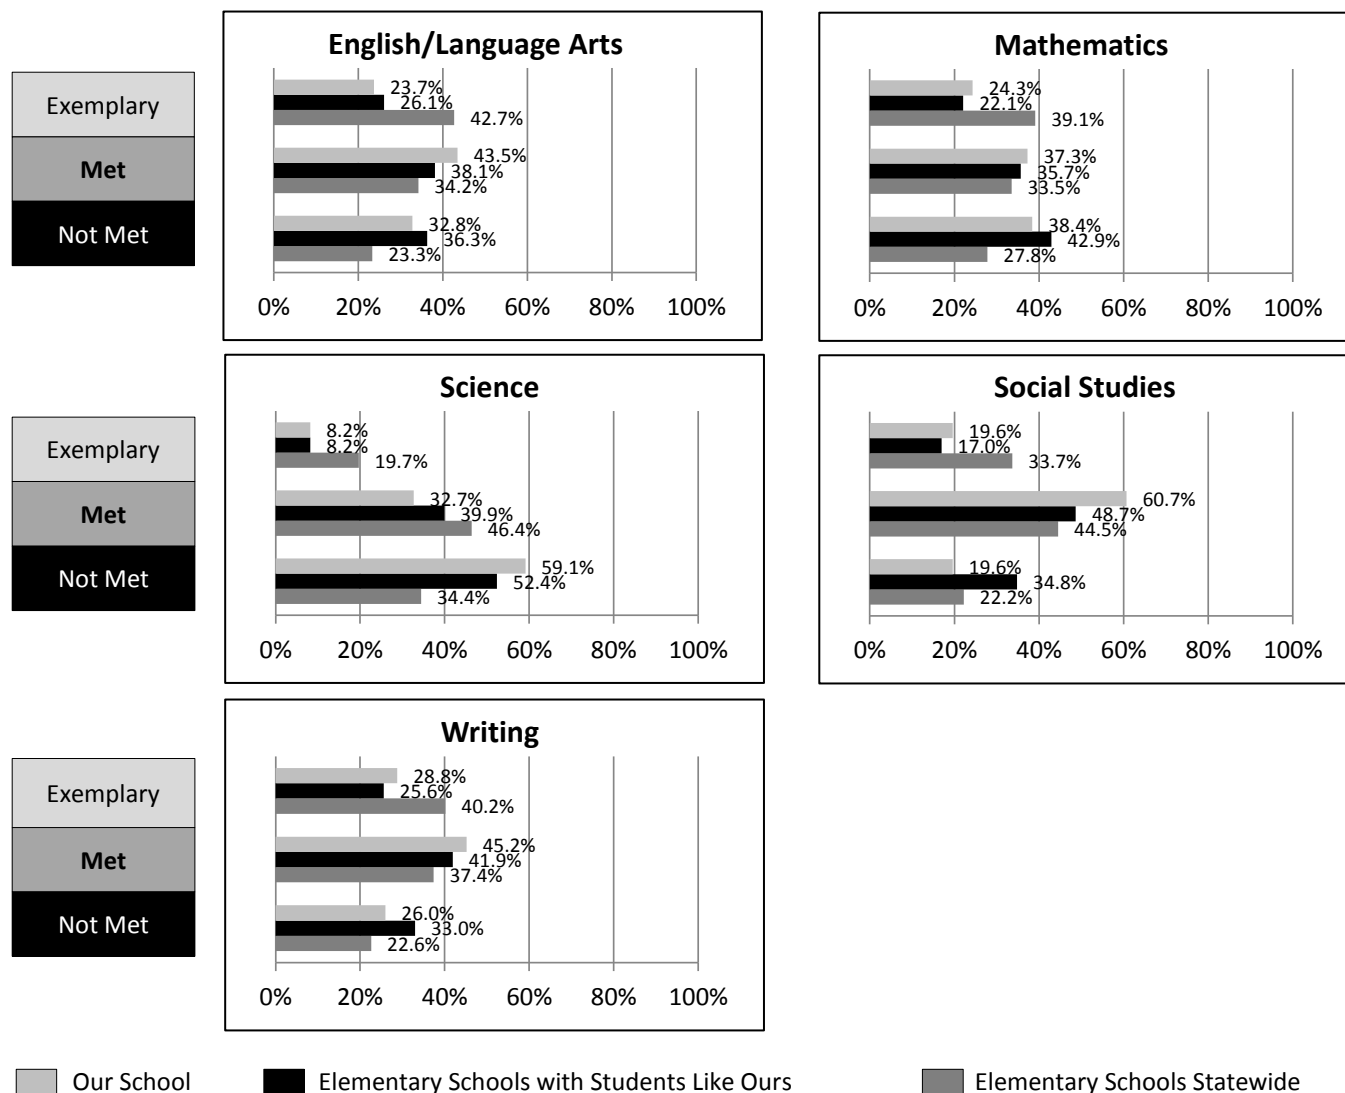 English/Language Arts
Exemplary
Met
Not Met
23.7%
26.1%
42.7%
43.5%
38.1%
34.2%
32.8%
36.3%
23.3%
0% 20% 40% 60% 80% 100%
Mathematics
24.3%
22.1%
39.1%
37.3%
35.7%
33.5%
38.4%
42.9%
27.8%
0% 20% 40% 60% 80% 100%
Science
Exemplary
Met
Not Met
8.2%
8.2%
19.7%
32.7%
39.9%
46.4%
59.1%
52.4%
34.4%
0% 20% 40% 60% 80% 100%
Social Studies
19.6%
17.0%
33.7%
60.7%
48.7%
44.5%
19.6%
34.8%
22.2%
0% 20% 40% 60% 80% 100%
Writing
Exemplary
Met
Not Met
28.8%
25.6%
40.2%
45.2%
41.9%
37.4%
26.0%
33.0%
22.6%
0% 20% 40% 60% 80% 100%
Our School Elementary Schools with Students Like Ours Elementary Schools Statewide